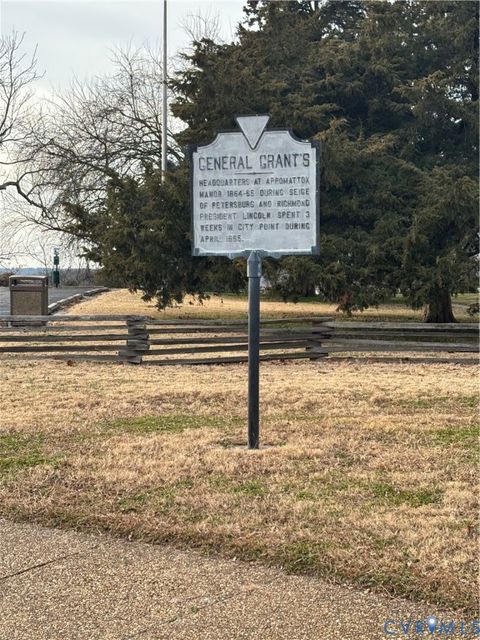 GENERAL GRANT'S
HEADQUARTERS AT APPOMATTOX
MANOR 1864-65 DURING SEIGE
OF PETERSBURG AND RICHMOND
PRESIDENT LINCOLN SPENT 3
WEEKS IN CITY POINT DURING
APRIL 1865.
CVRMLS